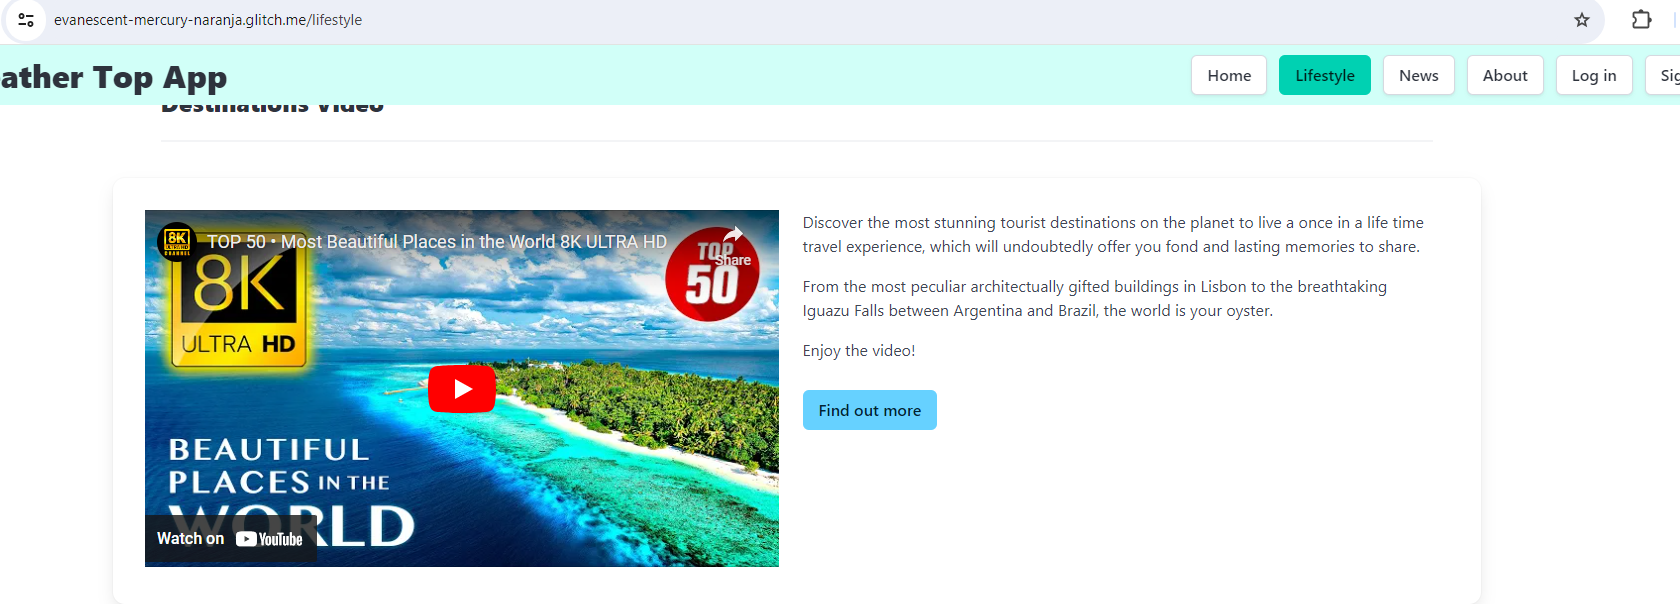 evanescent-mercury-naranja.glitch.me/lifestyle
ather Top App
Home
Lifestyle
News
About
Log in
Sig
Destinations Video
8K
TOP 50 • Most Beautiful Places in the World 8K ULTRA HD
Share
8K
ULTRA HD
TOP
50
BEAUTIFUL
PLACES IN THE
WORLD
Watch on YouTube
Discover the most stunning tourist destinations on the planet to live a once in a life time
travel experience, which will undoubtedly offer you fond and lasting memories to share.
From the most peculiar architectually gifted buildings in Lisbon to the breathtaking
Iguazu Falls between Argentina and Brazil, the world is your oyster.
Enjoy the video!
Find out more